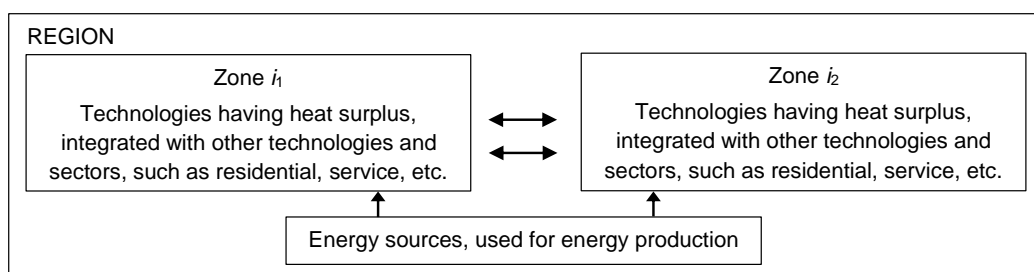 REGION
Zone i₁
Technologies having heat surplus,
integrated with other technologies and
sectors, such as residential, service, etc.
Zone i₂
Technologies having heat surplus,
integrated with other technologies and
sectors, such as residential, service, etc.
Energy sources, used for energy production